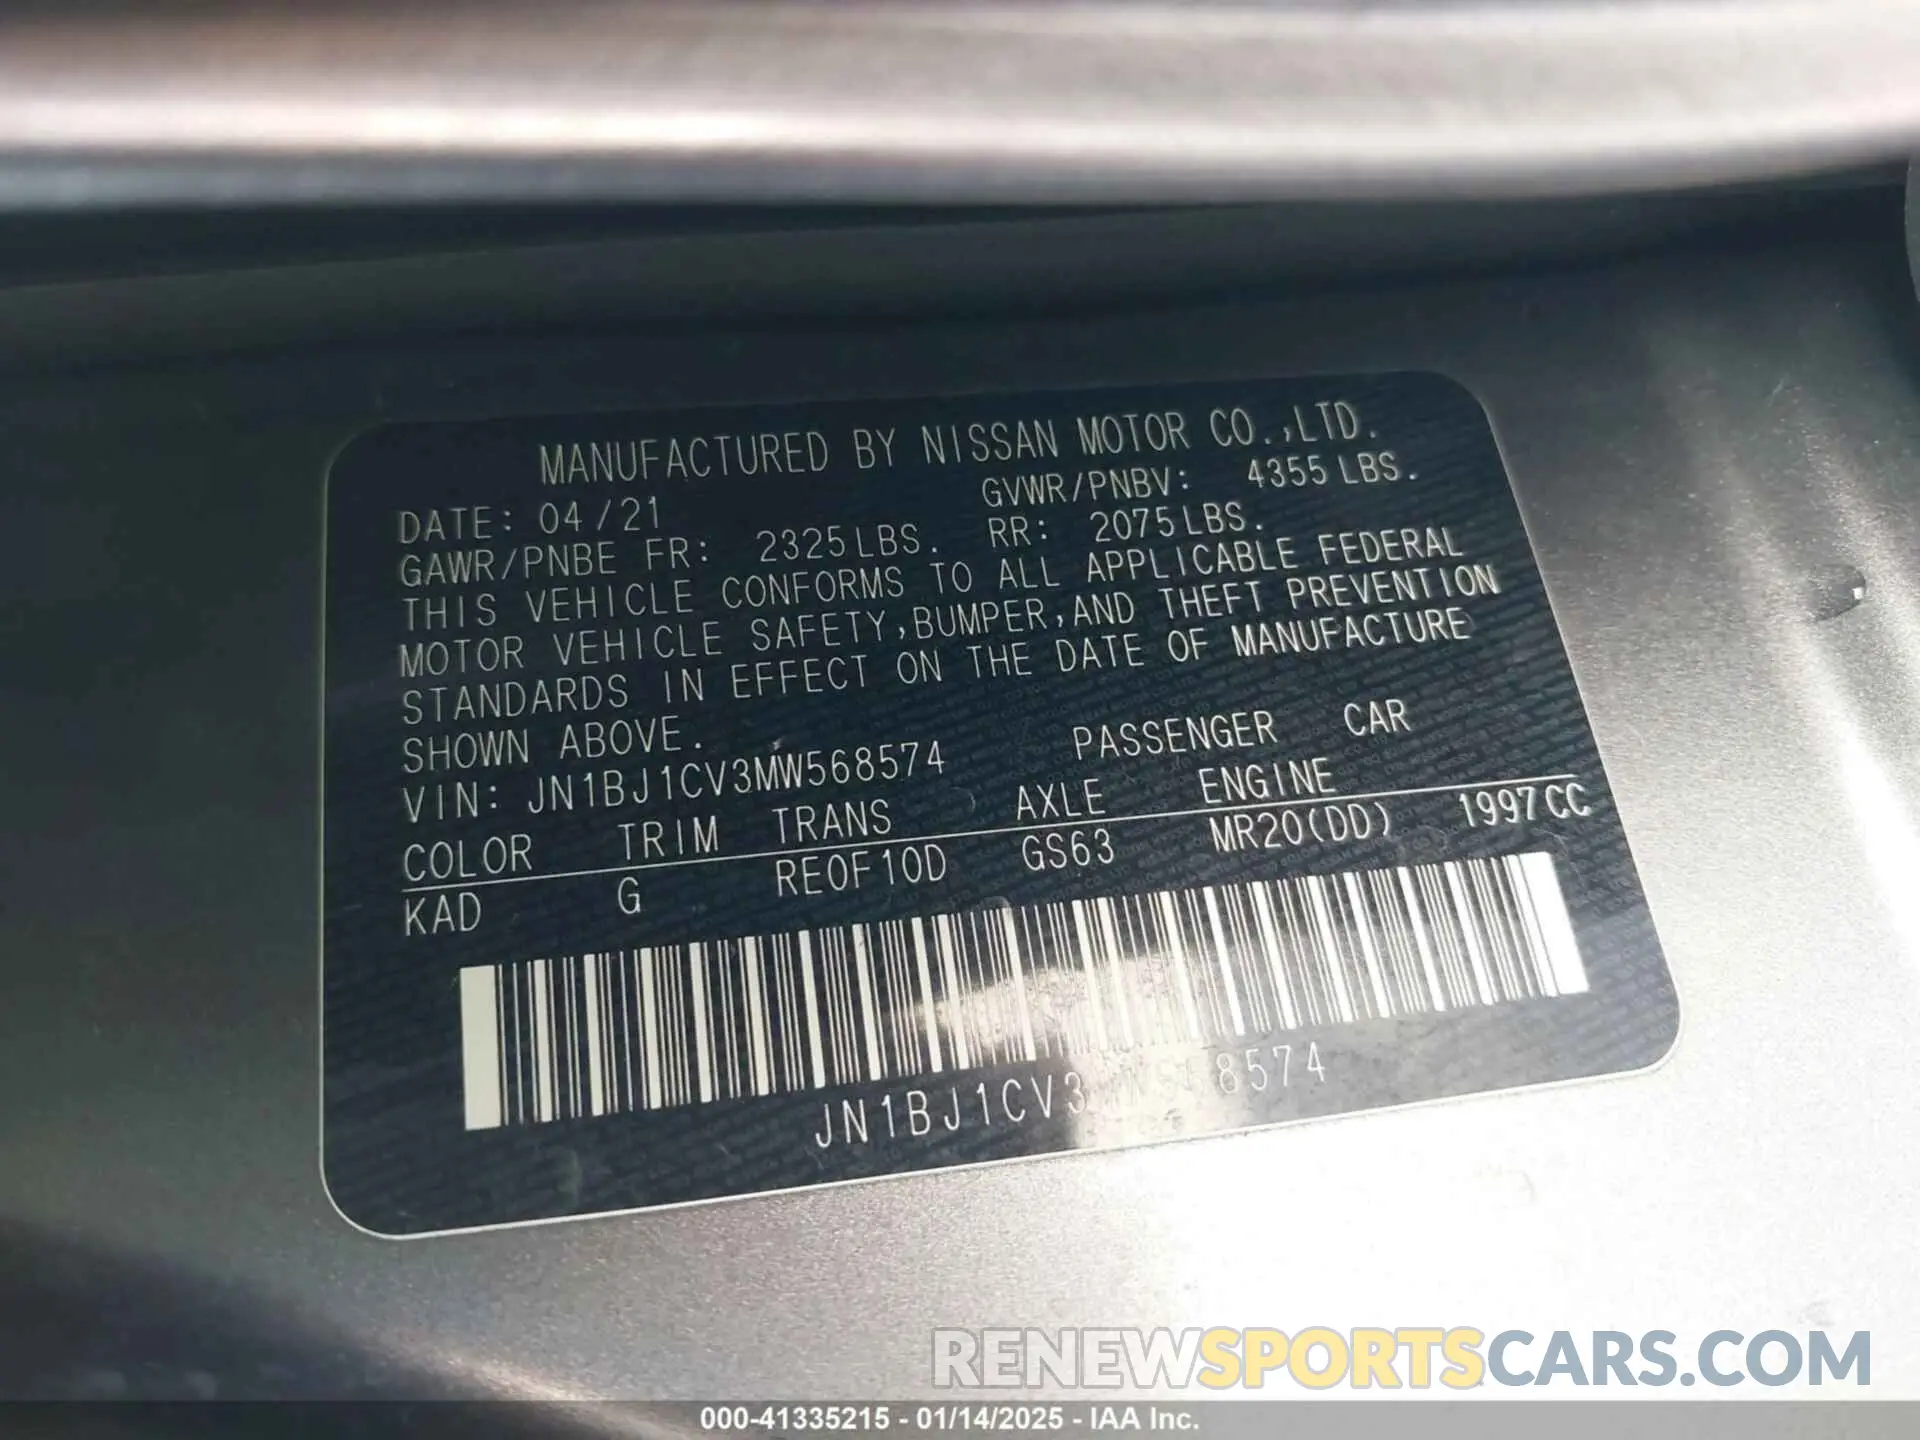 MANUFACTURED BY NISSAN MOTOR CO.,LTD.
DATE: 04/21 GVWR/PNBV: 4355 LBS.
GAWR/PNBE FR: 2325LBS. RR: 2075LBS.
THIS VEHICLE CONFORMS TO ALL APPLICABLE FEDERAL
MOTOR VEHICLE SAFETY,BUMPER,AND THEFT PREVENTION
STANDARDS IN EFFECT ON THE DATE OF MANUFACTURE
SHOWN ABOVE.
VIN: JN1BJ1CV3MW568574 PASSENGER CAR
COLOR TRIM TRANS AXLE ENGINE
KAD G RE0F10D GS63 MR20(DD) 1997CC
RENEWSPORTSCARS.COM
000-41335215 - 01/14/2025 - IAA Inc.